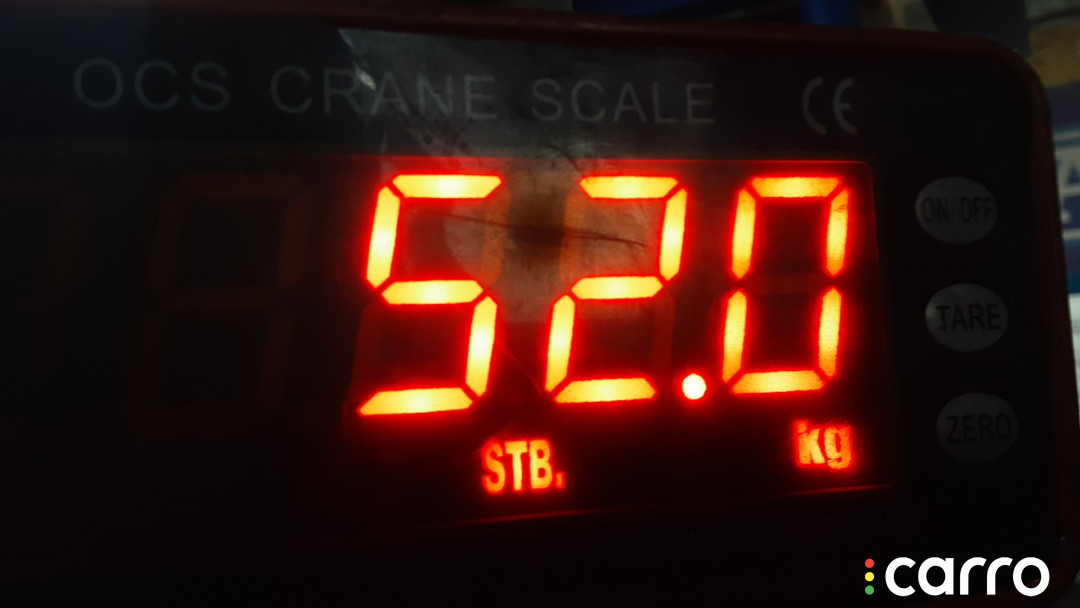 OCS CRANE SCALE CE
52.0
ON/OFF
TARE
ZERO
STB. kg
carro